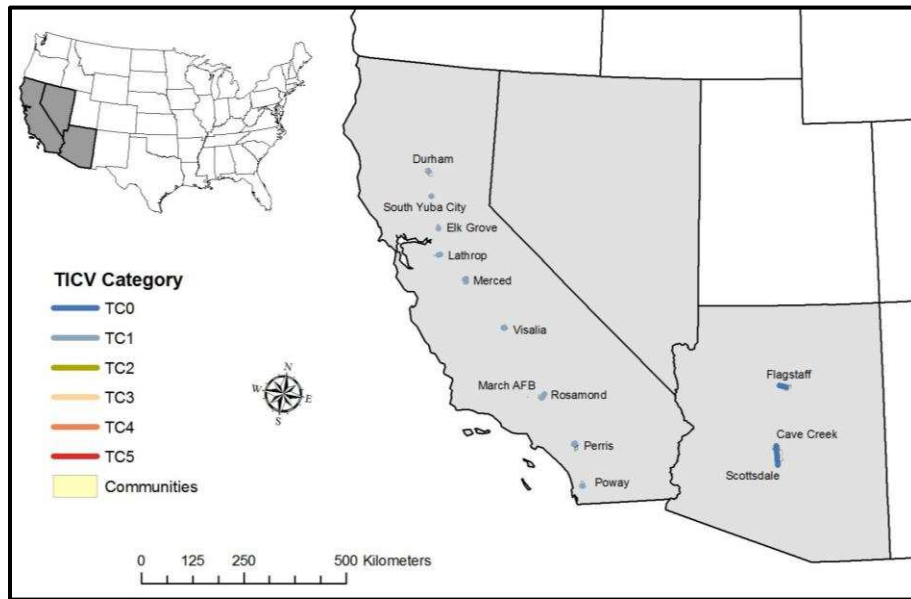 Durham
South Yuba City
Elk Grove
Lathrop
Merced
Visalia
March AFB
Rosamond
Perris
Poway
Flagstaff
Cave Creek
Scottsdale
TICV Category
TC0
TC1
TC2
TC3
TC4
TC5
Communities
N
W
E
S
0 125 250 500 Kilometers